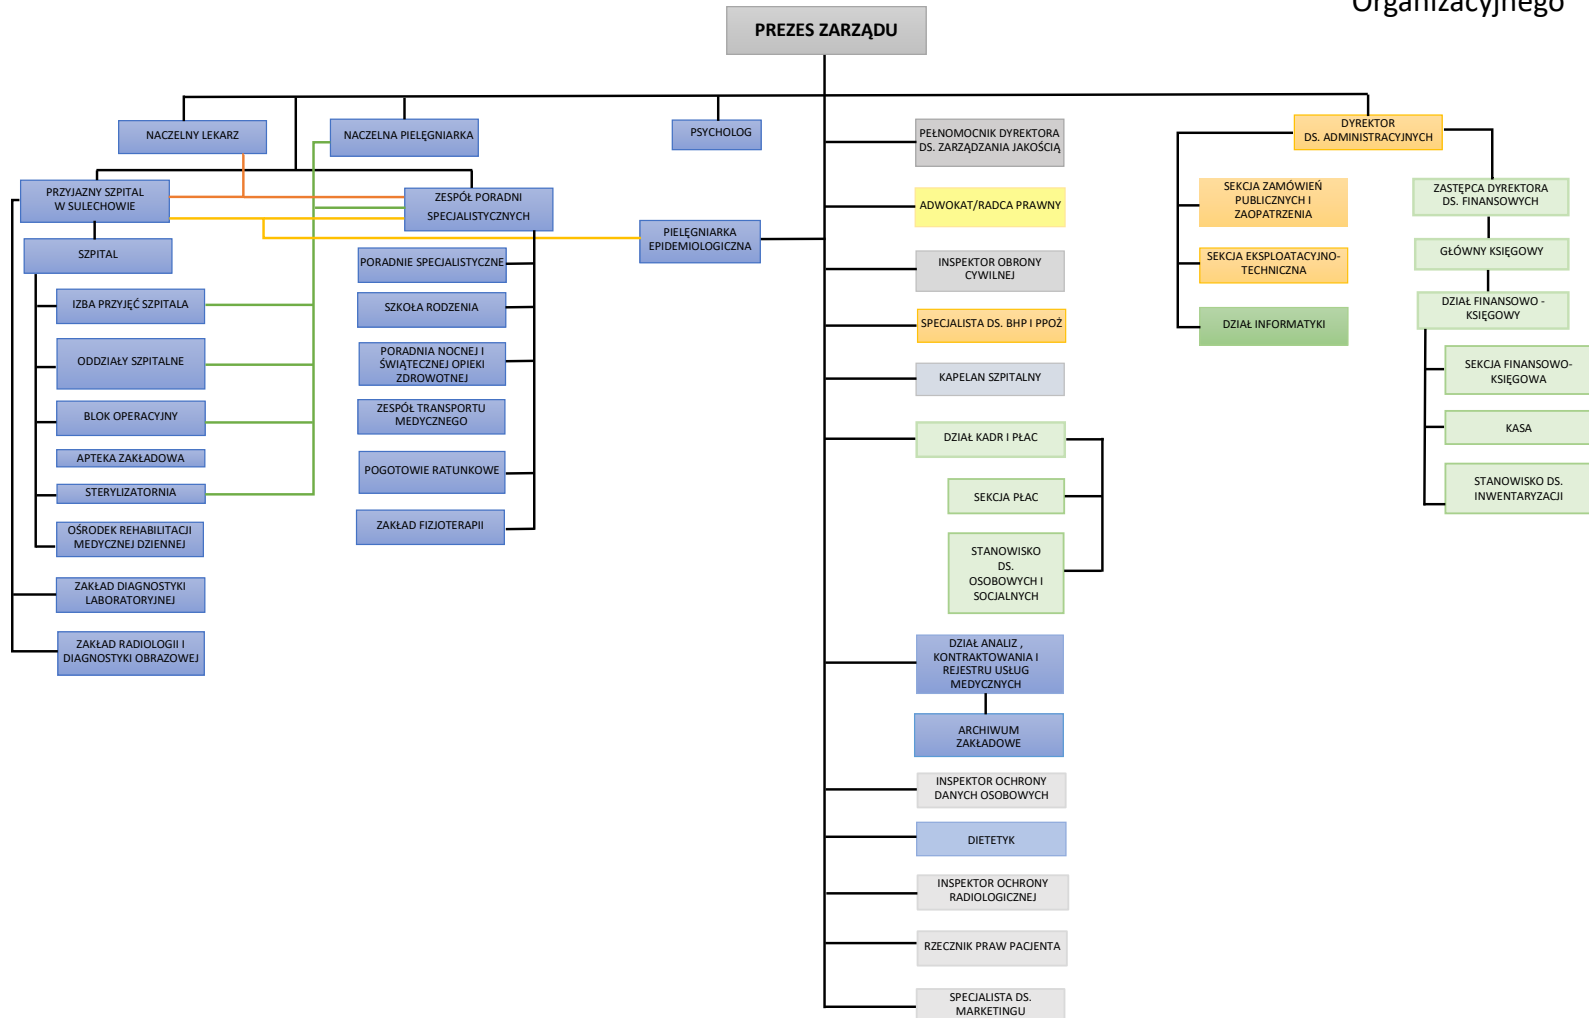 Organizacyjnego
PREZES ZARZĄDU
NACZELNY LEKARZ
NACZELNA PIELĘGNIARKA
PSYCHOLOG
PEŁNOMOCNIK DYREKTORA
DS. ZARZĄDZANIA JAKOŚCIĄ
DYREKTOR
DS. ADMINISTRACYJNYCH
PRZYJAZNY SZPITAL
W SULECHOWIE
ZESPÓŁ PORADNI
SPECJALISTYCZNYCH
PIELĘGNIARKA
EPIDEMIOLOGICZNA
SZPITAL
IZBA PRZYJĘĆ SZPITALA
ODDZIAŁY SZPITALNE
BLOK OPERACYJNY
APTEKA ZAKŁADOWA
STERYLIZATORNIA
OŚRODEK REHABILITACJI
MEDYCZNEJ DZIENNEJ
ZAKŁAD DIAGNOSTYKI
LABORATORYJNEJ
ZAKŁAD RADIOLOGII I
DIAGNOSTYKI OBRAZOWEJ
PORADNIE SPECJALISTYCZNE
SZKOŁA RODZENIA
PORADNIA NOCNEJ I
ŚWIĄTECZNEJ OPIEKI
ZDROWOTNEJ
ZESPÓŁ TRANSPORTU
MEDYCZNEGO
POGOTOWIE RATUNKOWE
ZAKŁAD FIZJOTERAPII
ADWOKAT/RADCA PRAWNY
INSPEKTOR OBRONY
CYWILNEJ
SPECJALISTA DS. BHP I PPOŻ
KAPELAN SZPITALNY
DZIAŁ KADR I PŁAC
SEKCJA PŁAC
STANOWISKO
DS.
OSOBOWYCH I
SOCJALNYCH
DZIAŁ ANALIZ ,
KONTRAKTOWANIA I
REJESTRU USŁUG
MEDYCZNYCH
ARCHIWUM
ZAKŁADOWE
INSPEKTOR OCHRONY
DANYCH OSOBOWYCH
DIETETYK
INSPEKTOR OCHRONY
RADIOLOGICZNEJ
RZECZNIK PRAW PACJENTA
SPECJALISTA DS.
MARKETINGU
SEKCJA ZAMÓWIEŃ
PUBLICZNYCH I
ZAOPATRZENIA
SEKCJA EKSPLOATACYJNO-
TECHNICZNA
DZIAŁ INFORMATYKI
ZASTĘPCA DYREKTORA
DS. FINANSOWYCH
GŁÓWNY KSIĘGOWY
DZIAŁ FINANSOWO -
KSIĘGOWY
SEKCJA FINANSOWO-
KSIĘGOWA
KASA
STANOWISKO DS.
INWENTARYZACJI